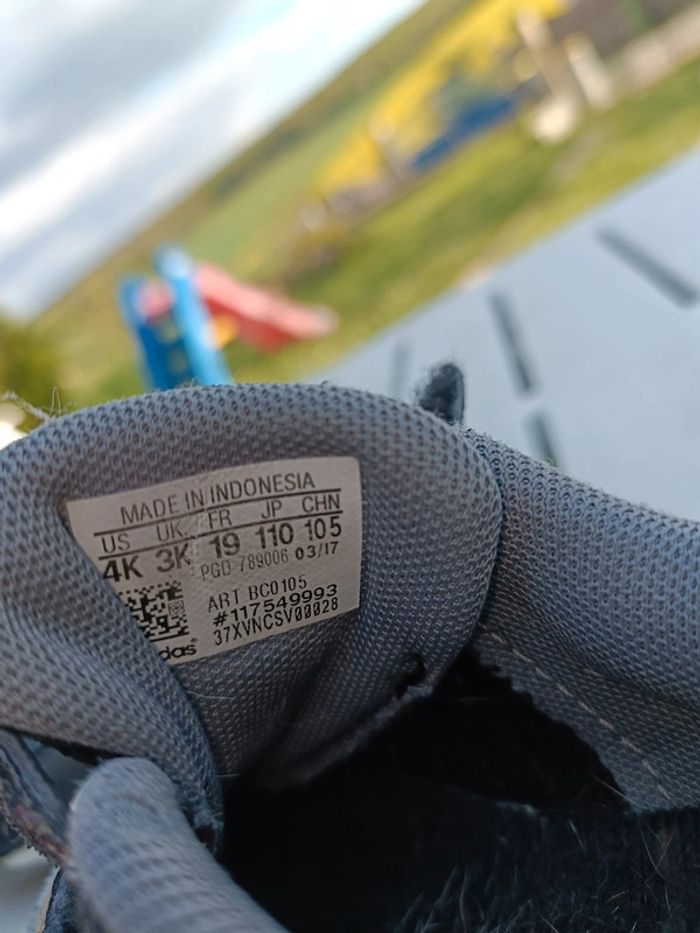 MADE IN INDONESIA
US UK FR JP CHN
4K 3K 19 110 105
PGD 789006 03/17
ART BC0105
#117549993
37XVNCSV00028
das